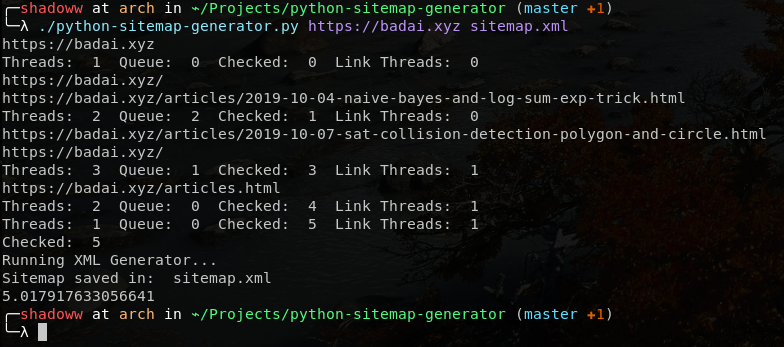 ╭─shadoww at arch in ~/Projects/python-sitemap-generator (master ✚1)
╰─λ ./python-sitemap-generator.py https://badai.xyz sitemap.xml
https://badai.xyz
Threads:  1  Queue:  0  Checked:  0  Link Threads:  0
https://badai.xyz/
https://badai.xyz/articles/2019-10-04-naive-bayes-and-log-sum-exp-trick.html
Threads:  2  Queue:  2  Checked:  1  Link Threads:  0
https://badai.xyz/articles/2019-10-07-sat-collision-detection-polygon-and-circle.html
https://badai.xyz/
Threads:  3  Queue:  1  Checked:  3  Link Threads:  1
https://badai.xyz/articles.html
Threads:  2  Queue:  0  Checked:  4  Link Threads:  1
Threads:  1  Queue:  0  Checked:  5  Link Threads:  1
Checked:  5
Running XML Generator...
Sitemap saved in:  sitemap.xml
5.017917633056641
╭─shadoww at arch in ~/Projects/python-sitemap-generator (master ✚1)
╰─λ